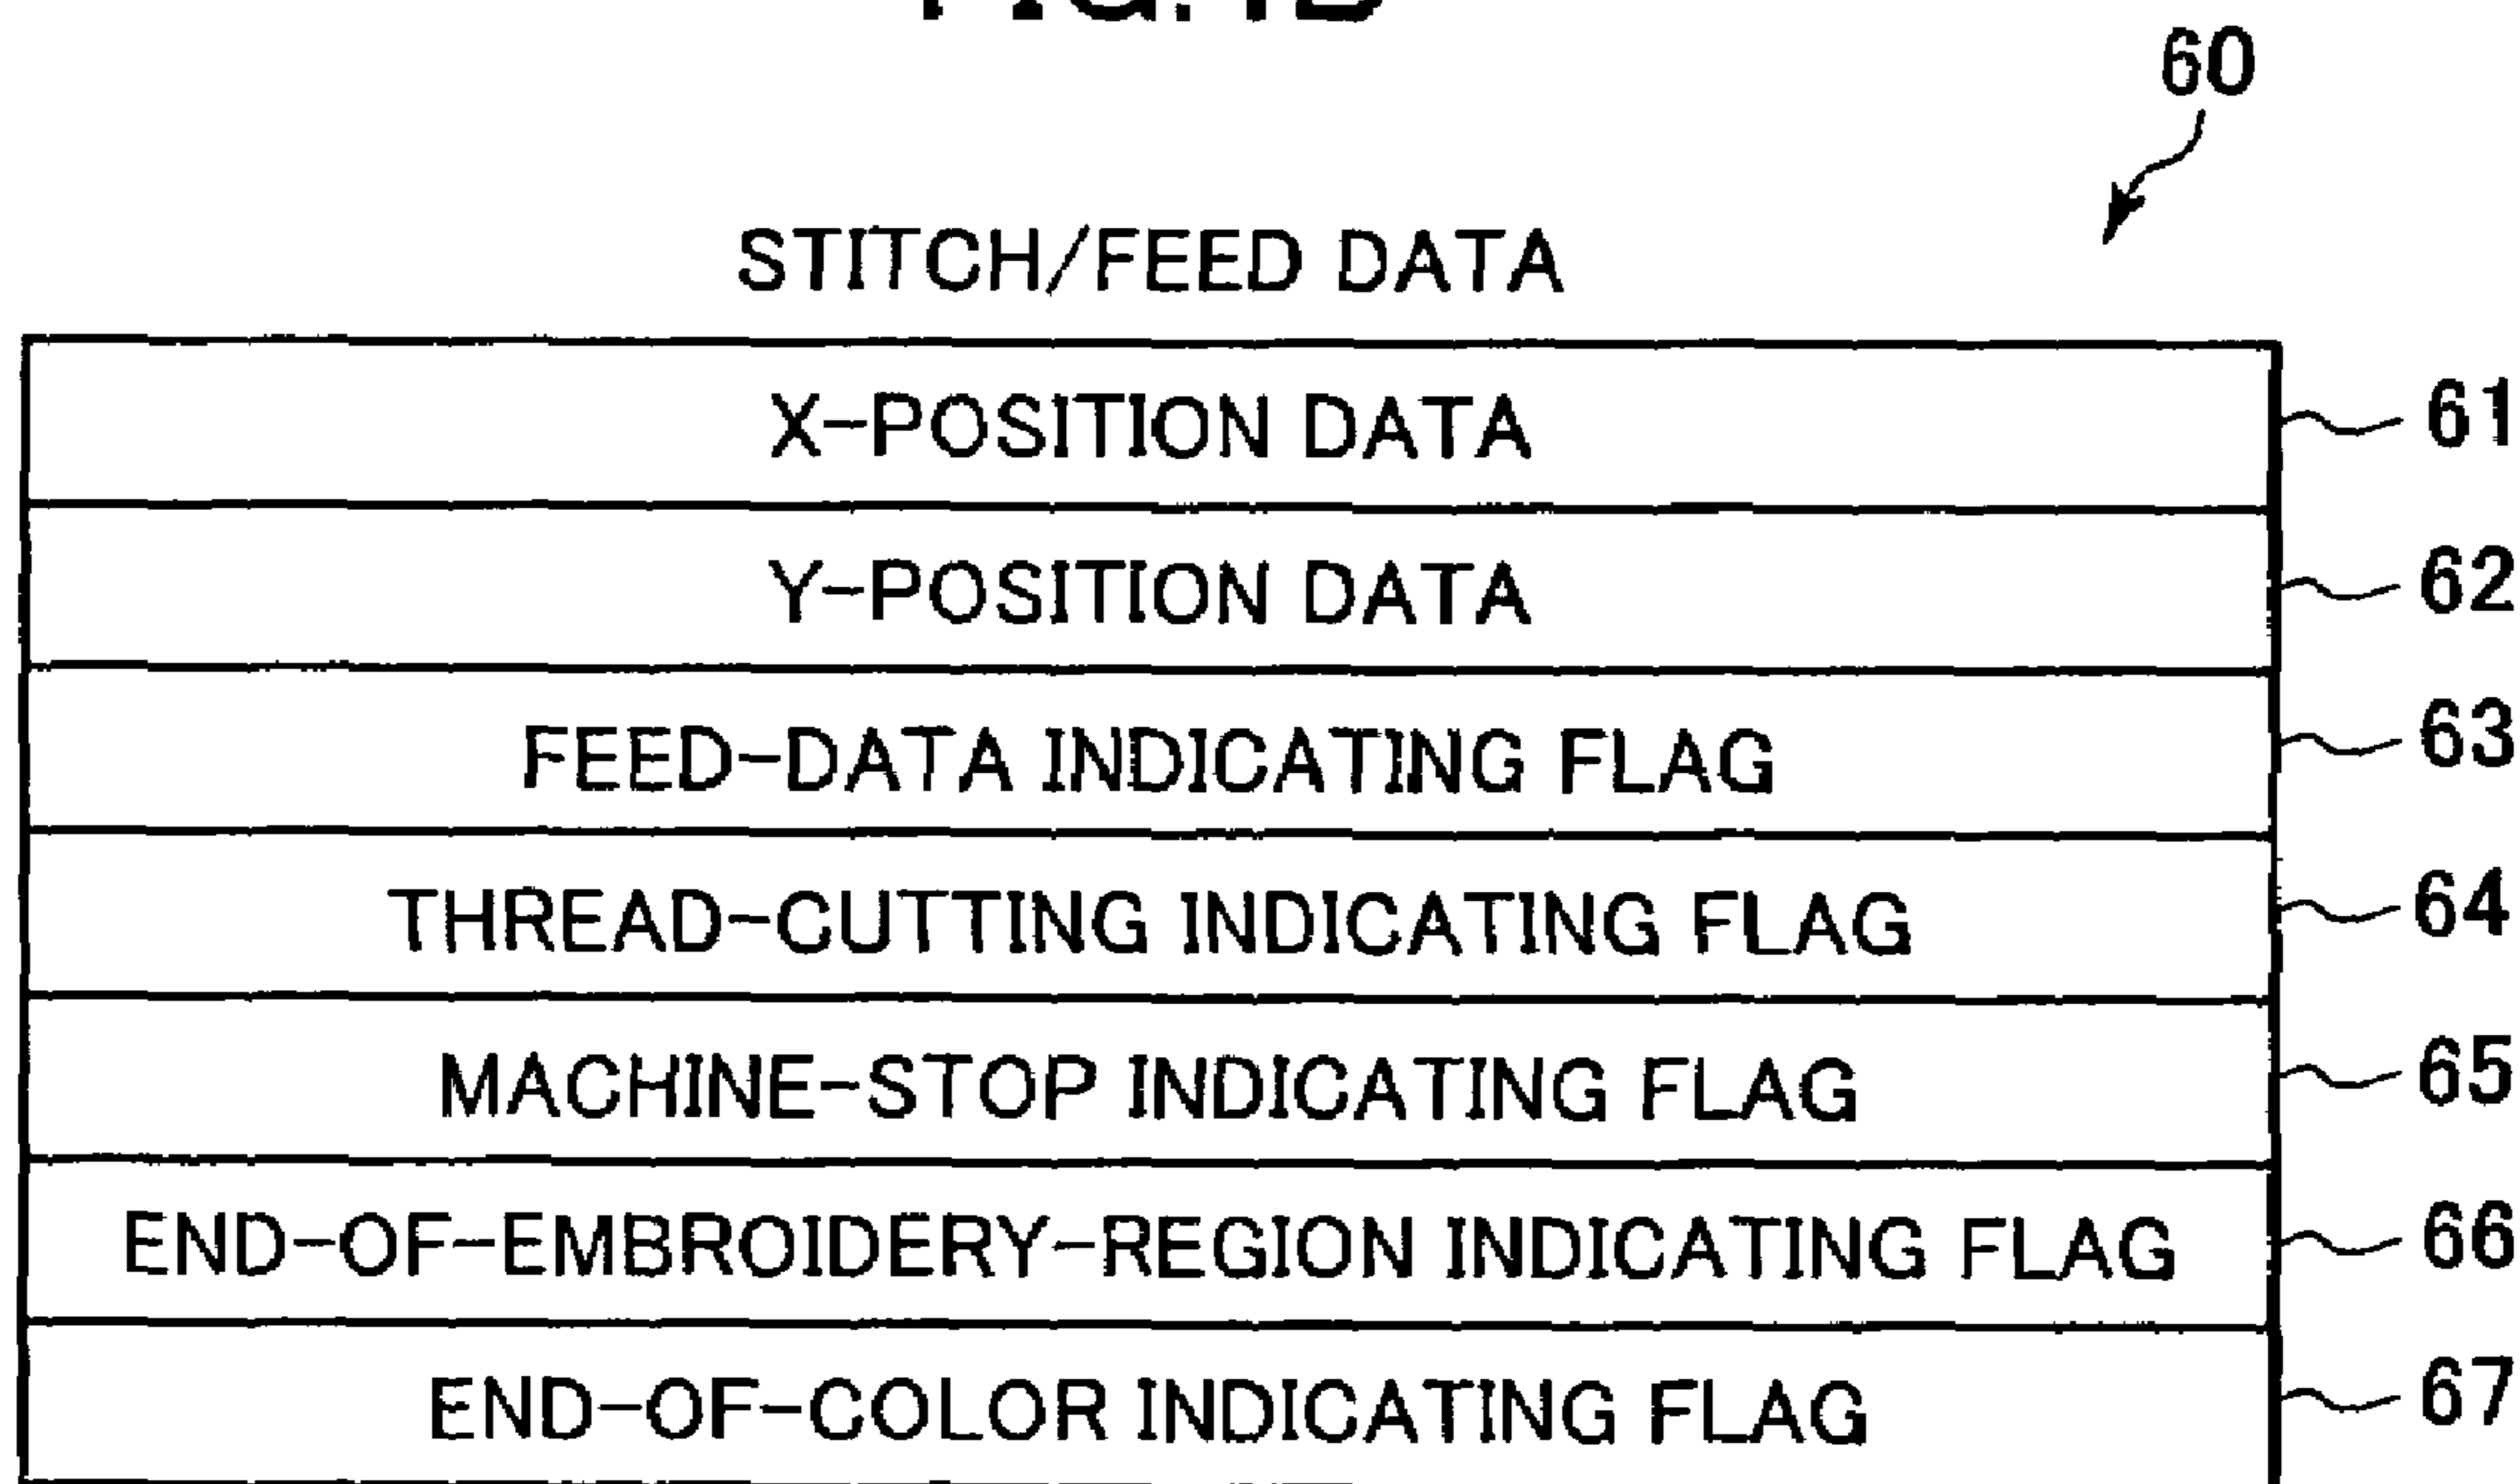 60
STITCH/FEED DATA
X-POSITION DATA 61
Y-POSITION DATA 62
FEED-DATA INDICATING FLAG 63
THREAD-CUTTING INDICATING FLAG 64
MACHINE-STOP INDICATING FLAG 65
END-OF-EMBROIDERY-REGION INDICATING FLAG 66
END-OF-COLOR INDICATING FLAG 67